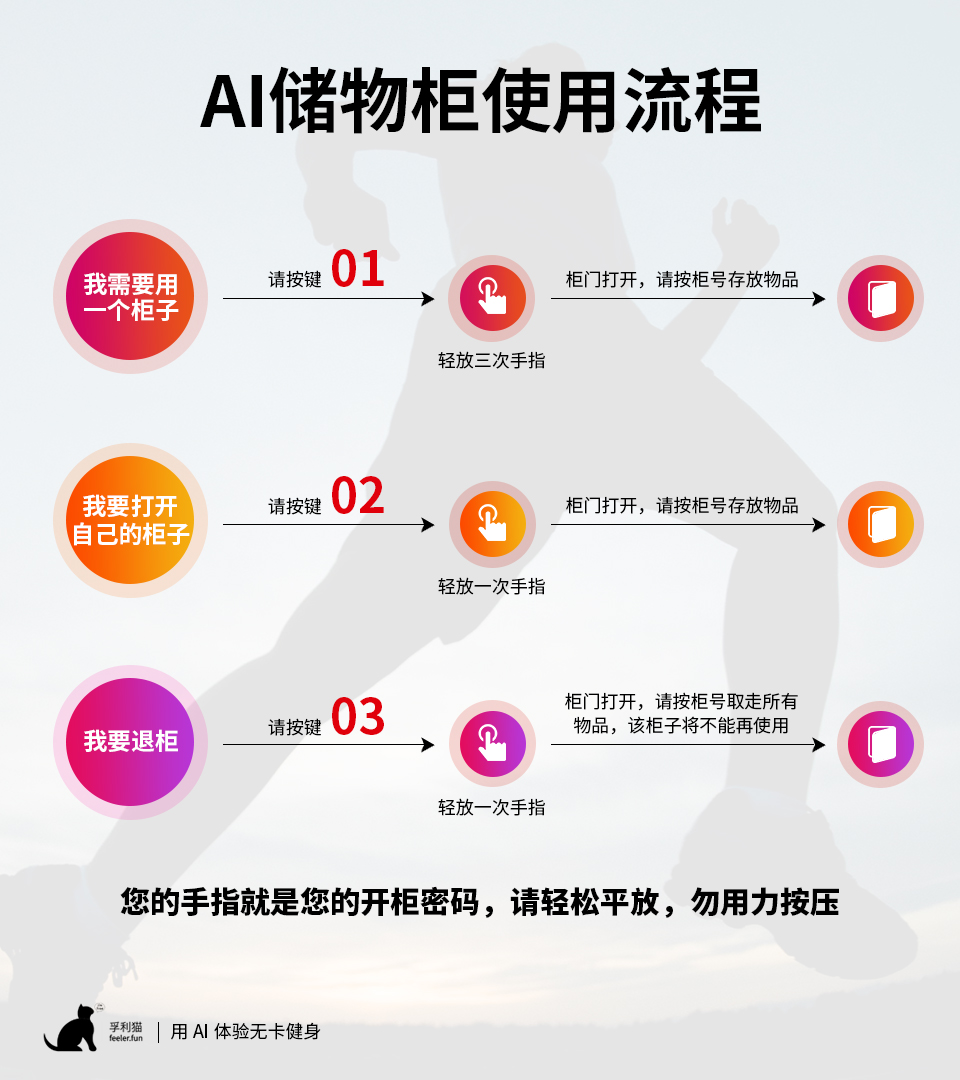 AI储物柜使用流程
我需要用
一个柜子
请按键 01
轻放三次手指
柜门打开，请按柜号存放物品
我要打开
自己的柜子
请按键 02
轻放一次手指
柜门打开，请按柜号存放物品
我要退柜
请按键 03
轻放一次手指
柜门打开，请按柜号取走所有
物品，该柜子将不能再使用
您的手指就是您的开柜密码，请轻松平放，勿用力按压
孚利猫
feeler.fun
用 AI 体验无卡健身